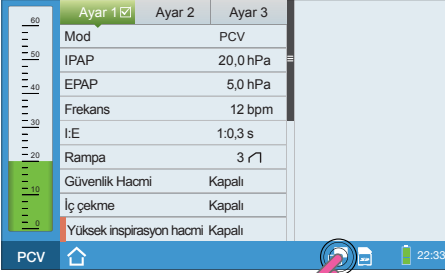 Ayar 1 Ayar 2 Ayar 3
Mod PCV
IPAP 20,0 hPa
EPAP 5,0 hPa
Frekans 12 bpm
I:E 1:0,3 s
Rampa 3
Güvenlik Hacmi Kapalı
İç çekme Kapalı
Yüksek inspirasyon hacmi Kapalı
60
50
40
30
20
10
0
PCV 22:33